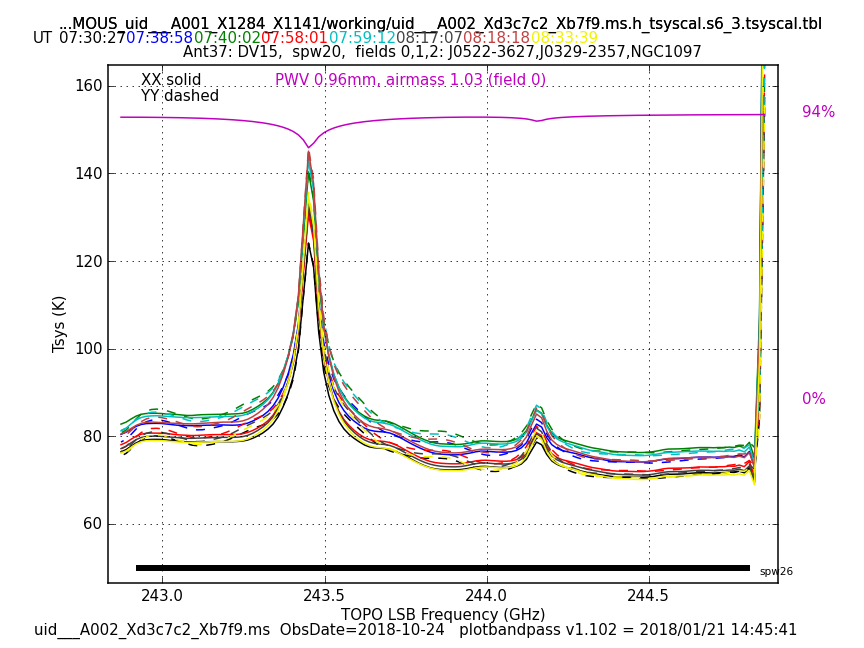 ...MOUS_uid___A001_X1284_X1141/working/uid___A002_Xd3c7c2_Xb7f9.ms.h_tsyscal.s6_3.tsyscal.tbl
UT 07:30:27 07:38:58 07:40:02 07:58:01 07:59:12 08:17:07 08:18:18 08:33:39
Ant37: DV15, spw20, fields 0,1,2: J0522-3627,J0329-2357,NGC1097
XX solid PWV 0.96mm, airmass 1.03 (field 0)
YY dashed
160
140
120
100
80
60
Tsys (K)
94%
0%
spw26
243.0 243.5 244.0 244.5
TOPO LSB Frequency (GHz)
uid___A002_Xd3c7c2_Xb7f9.ms ObsDate=2018-10-24 plotbandpass v1.102 = 2018/01/21 14:45:41